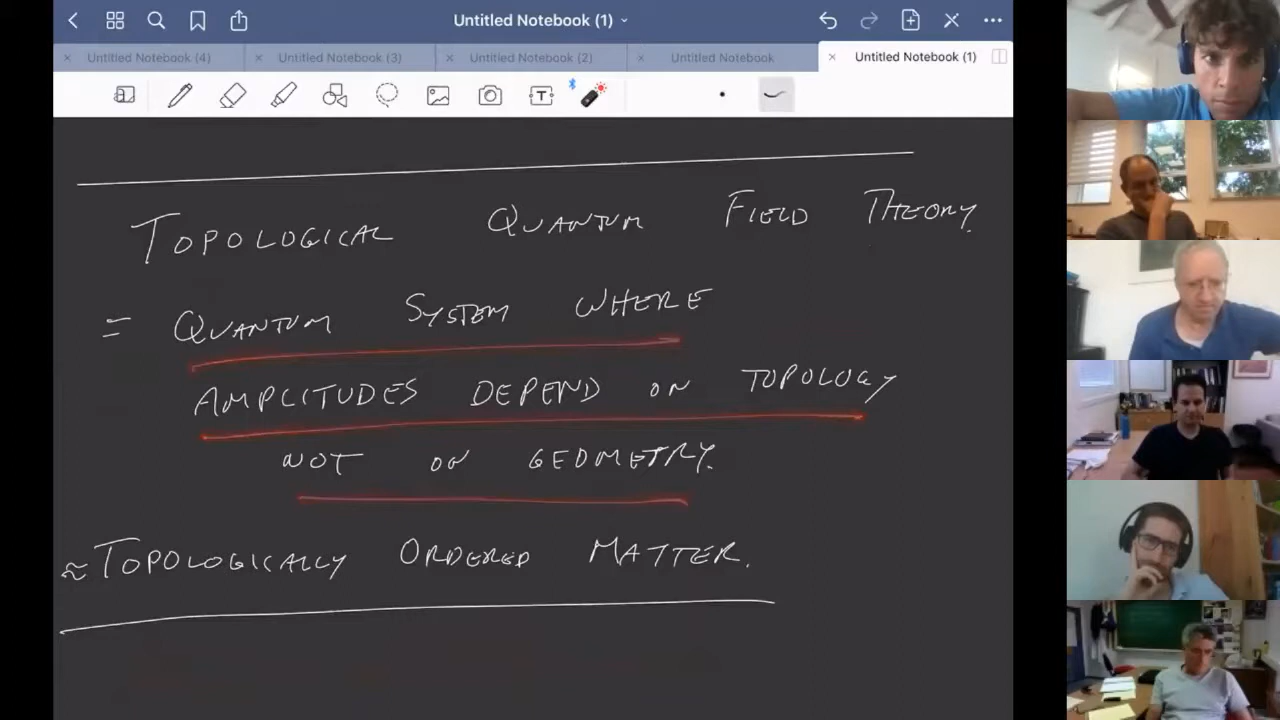 Untitled Notebook (1)
Untitled Notebook (4)
Untitled Notebook (3)
Untitled Notebook (2)
Untitled Notebook
Untitled Notebook (1)
TOPOLOGICAL QUANTUM FIELD THEORY.
= QUANTUM SYSTEM WHERE
AMPLITUDES DEPEND ON TOPOLOGY
NOT ON GEOMETRY.
≈ TOPOLOGICALLY ORDERED MATTER.